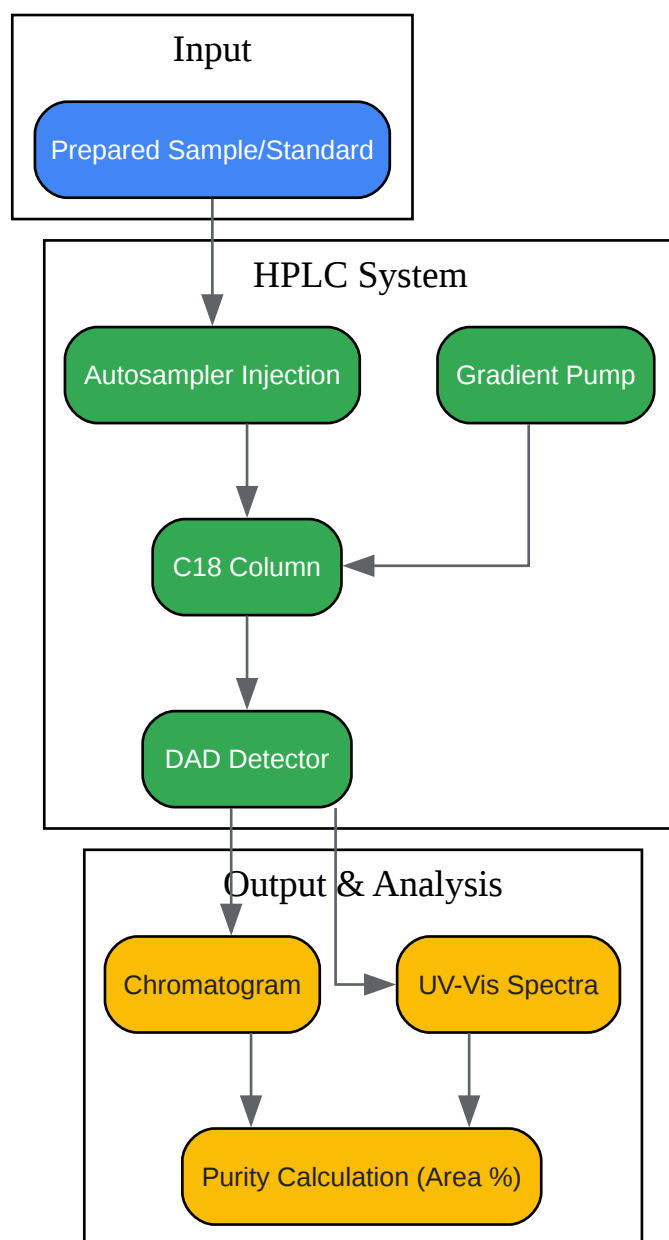 Input
Prepared Sample/Standard
HPLC System
Autosampler Injection
Gradient Pump
C18 Column
DAD Detector
Output & Analysis
Chromatogram
UV-Vis Spectra
Purity Calculation (Area %)